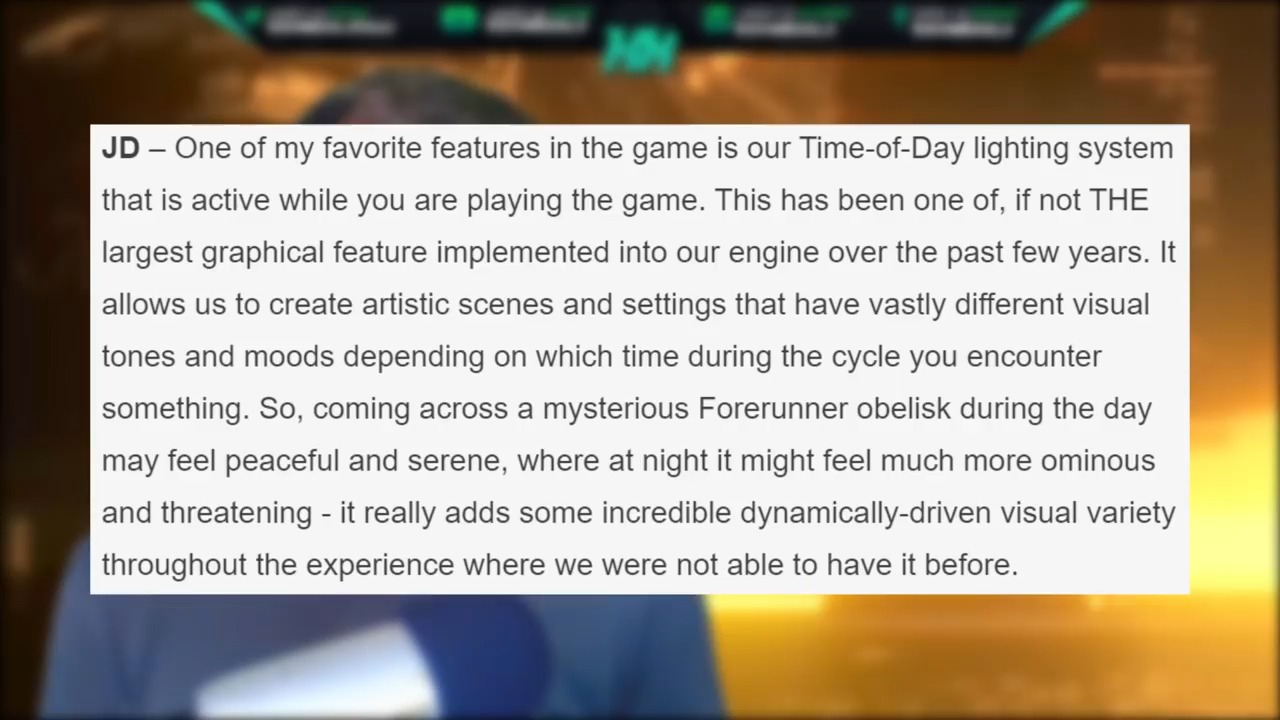 HH
JD – One of my favorite features in the game is our Time-of-Day lighting system
that is active while you are playing the game. This has been one of, if not THE
largest graphical feature implemented into our engine over the past few years. It
allows us to create artistic scenes and settings that have vastly different visual
tones and moods depending on which time during the cycle you encounter
something. So, coming across a mysterious Forerunner obelisk during the day
may feel peaceful and serene, where at night it might feel much more ominous
and threatening - it really adds some incredible dynamically-driven visual variety
throughout the experience where we were not able to have it before.